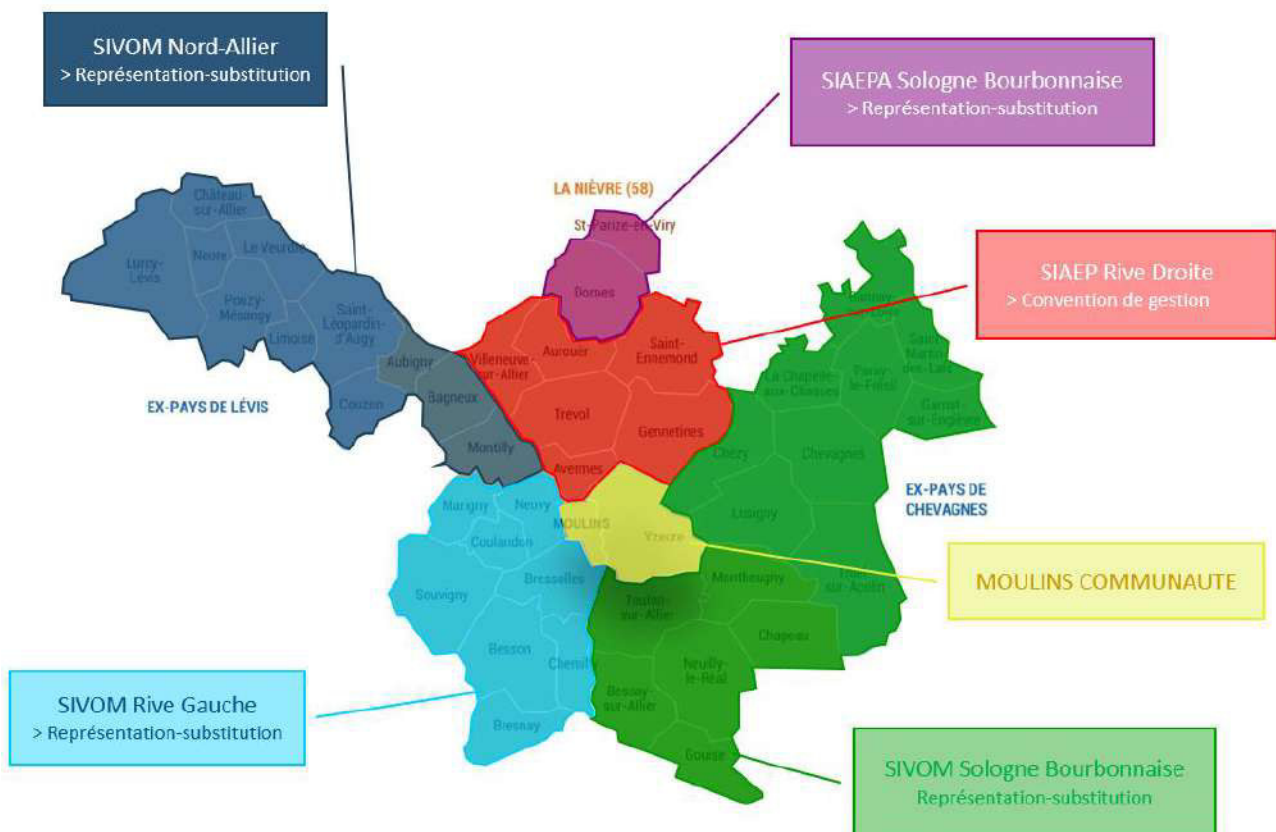 SIVOM Nord-Allier
> Représentation-substitution
SIAEPA Sologne Bourbonnaise
> Représentation-substitution
LA NIÈVRE (58)
St-Parize-en-Viry
Dornes
Château-
sur-Allier
Le Veurdre
Neure
Lurcy-
Lévis
Pouzy-
Mésangy
Limoise
Saint-
Léopardin-
d'Augy
Aubigny
Couzon
Bagneux
Montilly
EX-PAYS DE LÉVIS
SIAEP Rive Droite
> Convention de gestion
Villeneuve-
sur-Allier
Aurouer
Saint-
Ennemond
Trévol
Gennetines
Avermes
Saint-
Martin-
des-Lais
La Chapelle-
aux-Chasses
Paray-
le-Frésil
Garnat-
sur-Engièvre
Chézy
Chevagnes
Lusigny
EX-PAYS DE
CHEVAGNES
MOULINS
Yzeure
MOULINS COMMUNAUTE
Marigny
Neuvy
Coulandon
Bressolles
Souvigny
Besson
Chemilly
Bresnay
Toulon-
sur-Allier
Montbeugny
Thiel-
sur-Acolin
Chapeau
Neuilly-
le-Réal
Bessay-
sur-Allier
Gouise
SIVOM Rive Gauche
> Représentation-substitution
SIVOM Sologne Bourbonnaise
Représentation-substitution